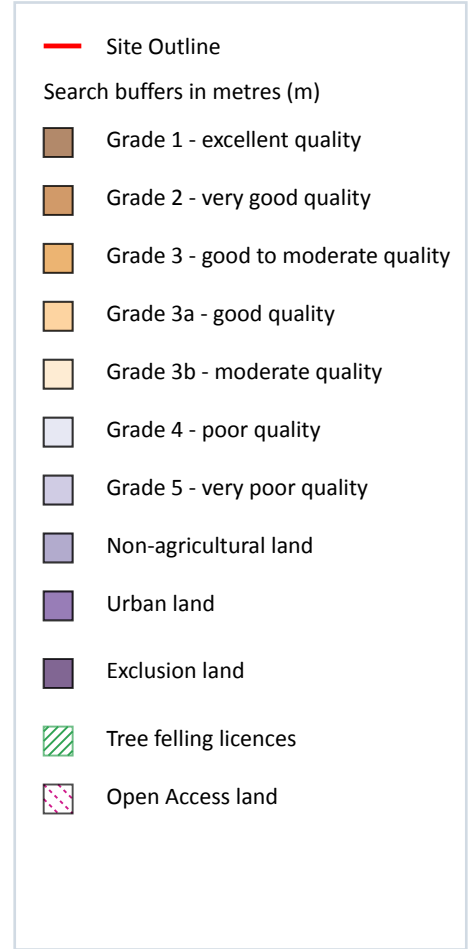 Site Outline
Search buffers in metres (m)
Grade 1 - excellent quality
Grade 2 - very good quality
Grade 3 - good to moderate quality
Grade 3a - good quality
Grade 3b - moderate quality
Grade 4 - poor quality
Grade 5 - very poor quality
Non-agricultural land
Urban land
Exclusion land
Tree felling licences
Open Access land